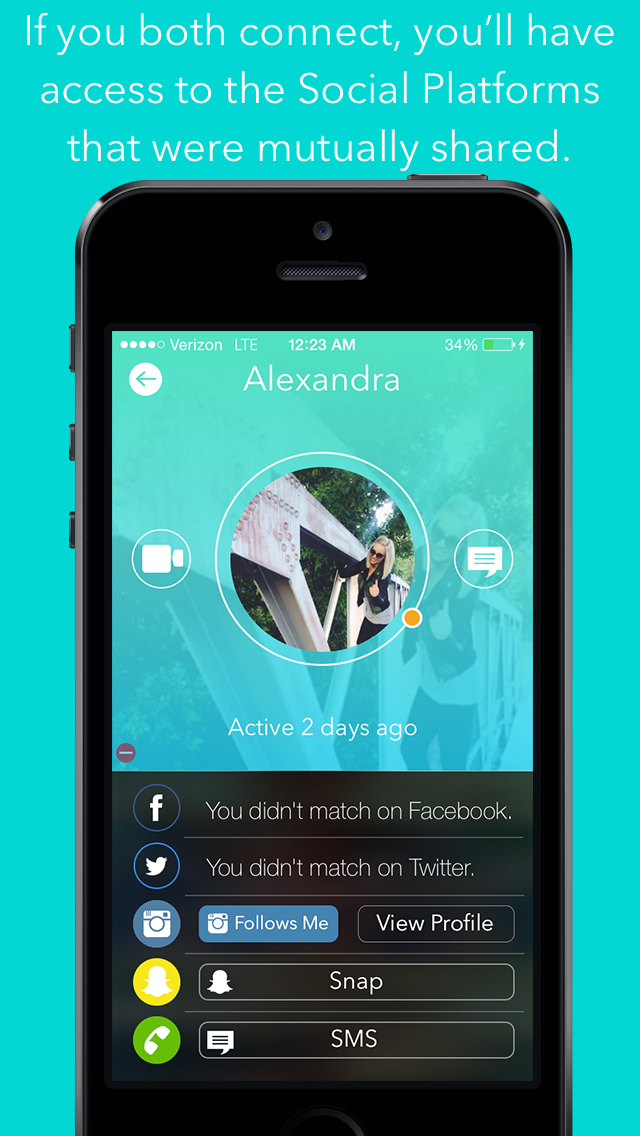 If you both connect, you’ll have
access to the Social Platforms
that were mutually shared.
Verizon LTE 12:23 AM 34%
Alexandra
Active 2 days ago
You didn't match on Facebook.
You didn't match on Twitter.
Follows Me View Profile
Snap
SMS